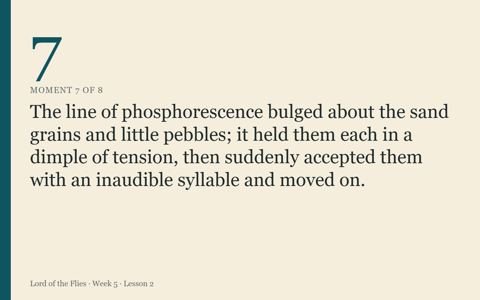 7
MOMENT 7 OF 8
The line of phosphorescence bulged about the sand
grains and little pebbles; it held them each in a
dimple of tension, then suddenly accepted them
with an inaudible syllable and moved on.
Lord of the Flies · Week 5 · Lesson 2